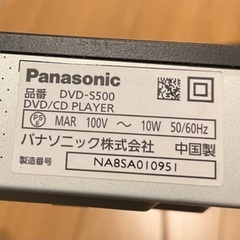 Panasonic
品番 DVD-S500
DVD/CD PLAYER
PS E MAR 100V ~ 10W 50/60Hz
パナソニック株式会社 中国製
製造番号 NA8SA010951